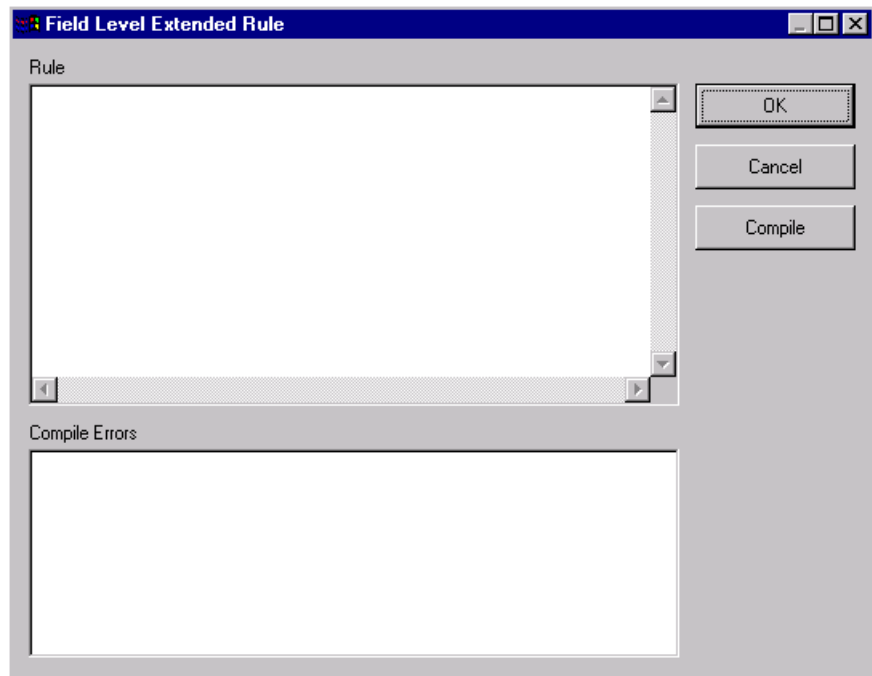 Field Level Extended Rule
Rule
OK
Cancel
Compile
Compile Errors